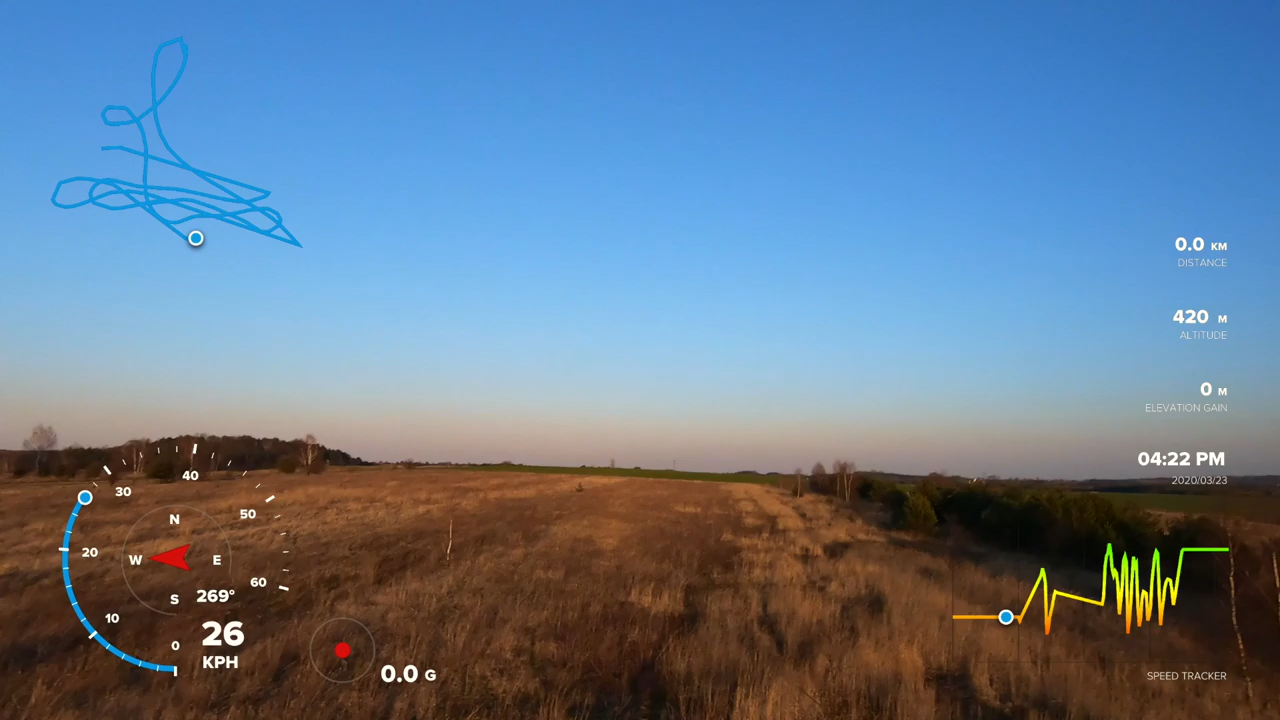 0.0 KM
DISTANCE
420 M
ALTITUDE
0 M
ELEVATION GAIN
04:22 PM
2020/03/23
0
10
20
30
40
50
60
N
W
E
S
269°
26
KPH
0.0 G
SPEED TRACKER